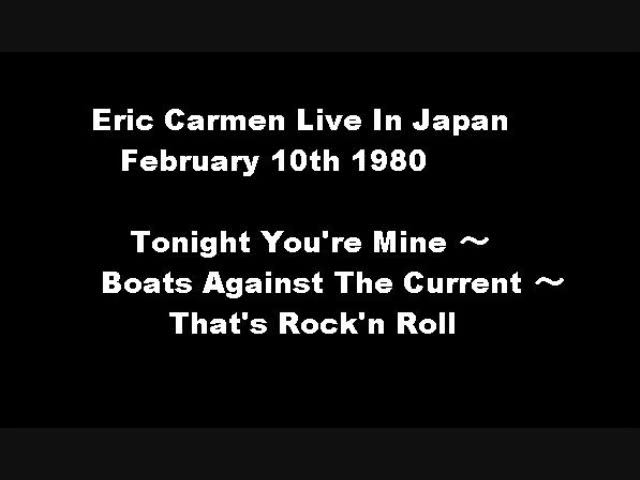 Eric Carmen Live In Japan
February 10th 1980
Tonight You're Mine ～
Boats Against The Current ～
That's Rock'n Roll